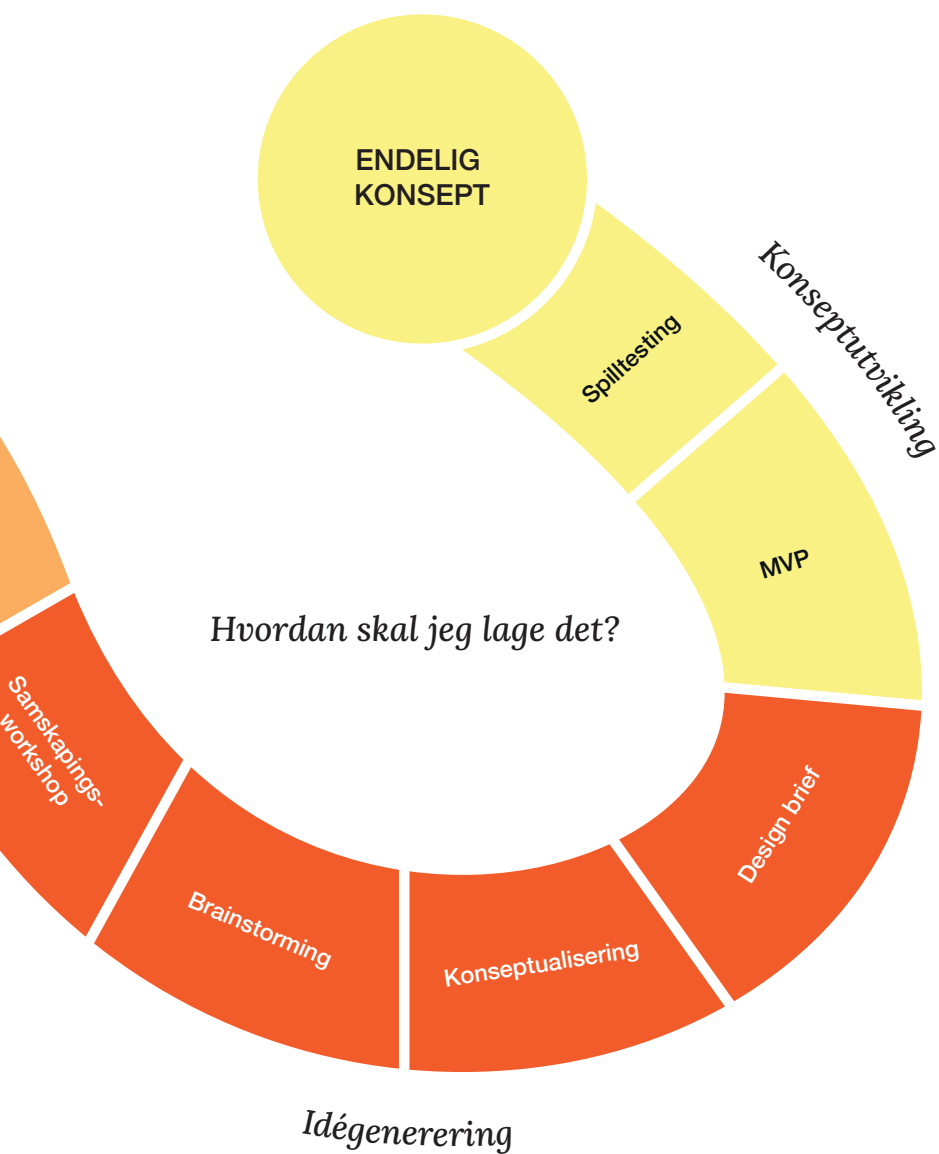 ENDELIG
KONSEPT
Konseptutvikling
Spilltesting
MVP
Hvordan skal jeg lage det?
Samskapings-
workshop
Design brief
Brainstorming
Konseptualisering
Idégenerering